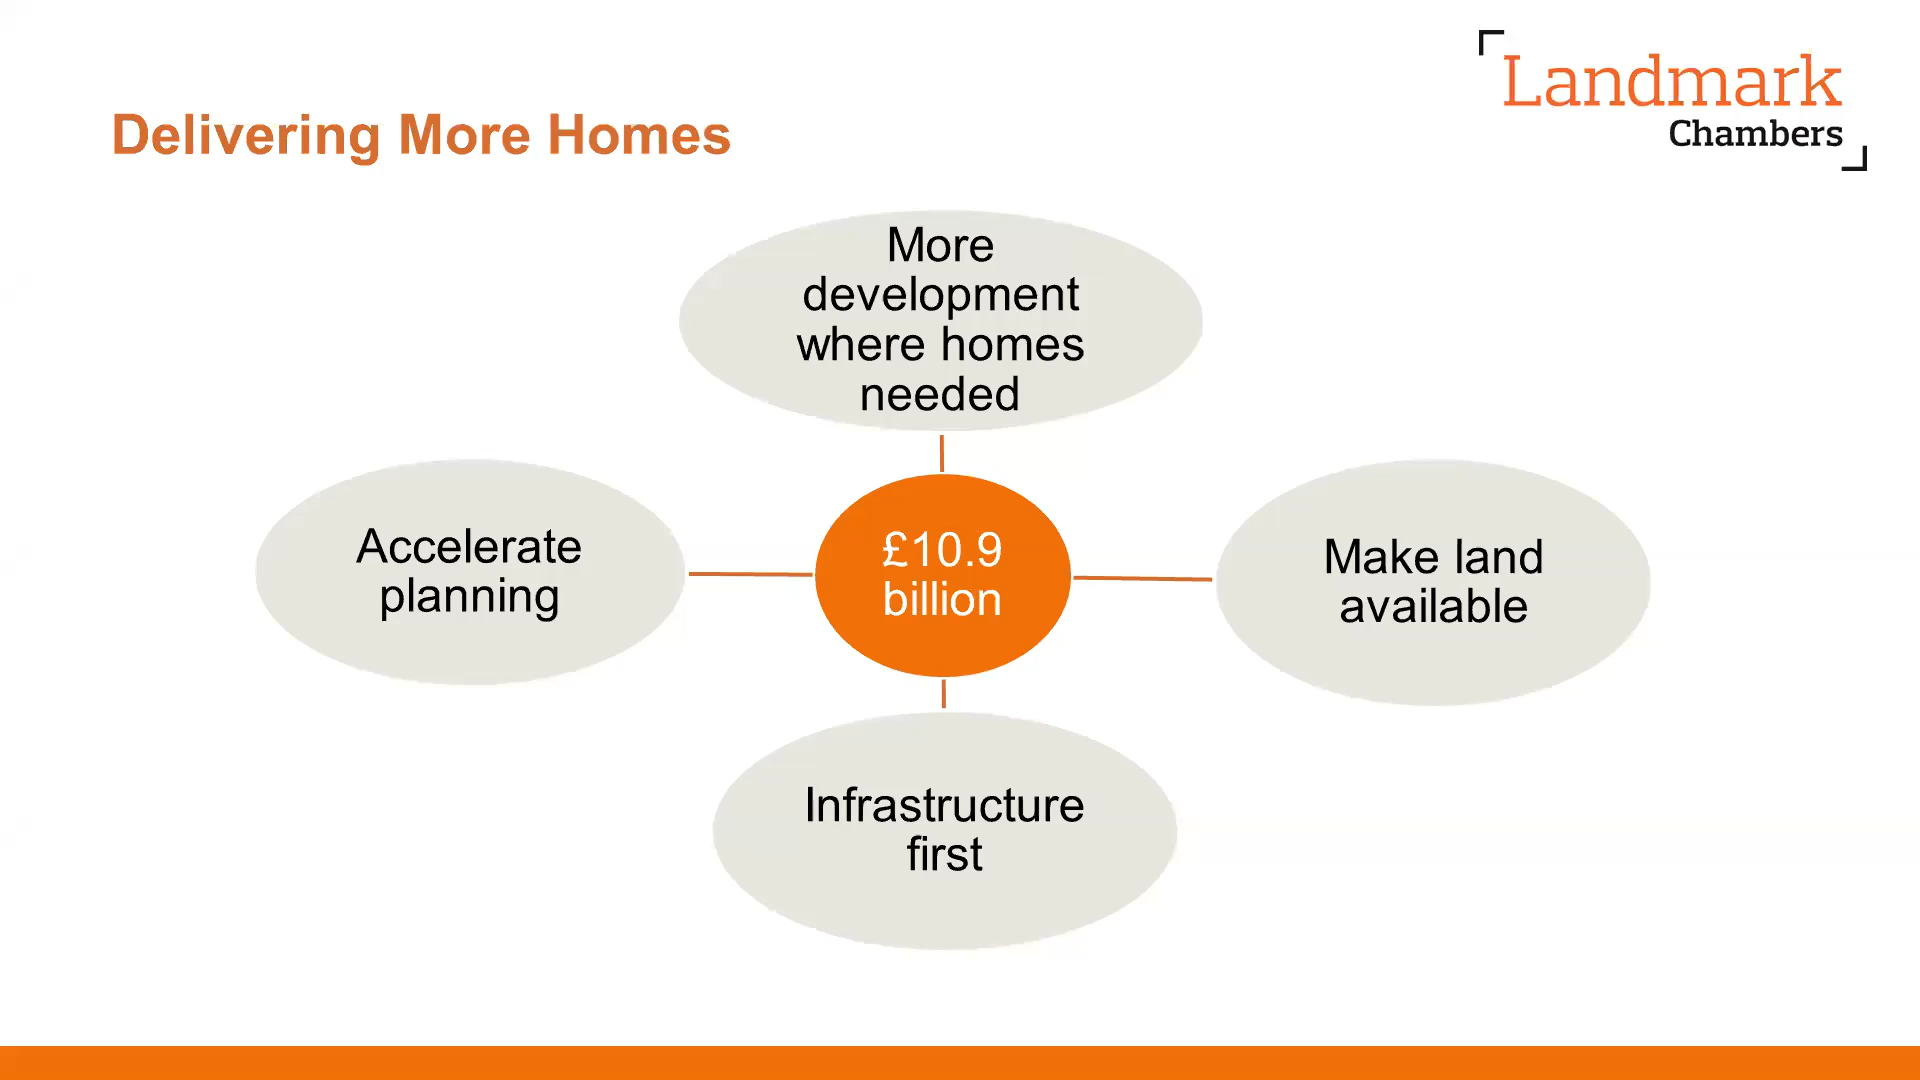 Landmark
Chambers
Delivering More Homes
More
development
where homes
needed
Accelerate
planning
£10.9
billion
Make land
available
Infrastructure
first